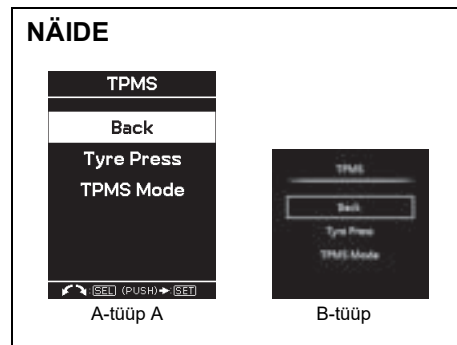 NÄIDE
TPMS
Back
Tyre Press
TPMS Mode
:SEL (PUSH)➔:SET
A-tüüp A
TPMS
Back
Tyre Press
TPMS Mode
B-tüüp